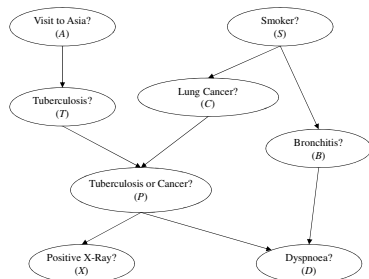 Visit to Asia?
(A)
Smoker?
(S)
Tuberculosis?
(T)
Lung Cancer?
(C)
Bronchitis?
(B)
Tuberculosis or Cancer?
(P)
Positive X-Ray?
(X)
Dyspnoea?
(D)